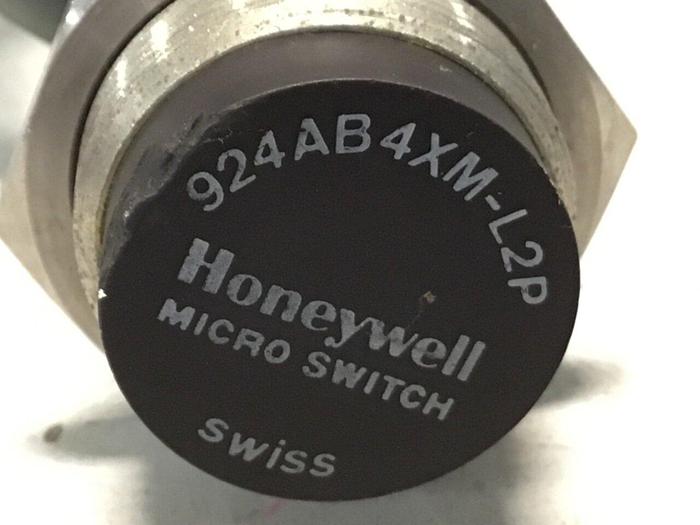 924AB4XM-L2P
Honeywell
MICRO SWITCH
SWiSS